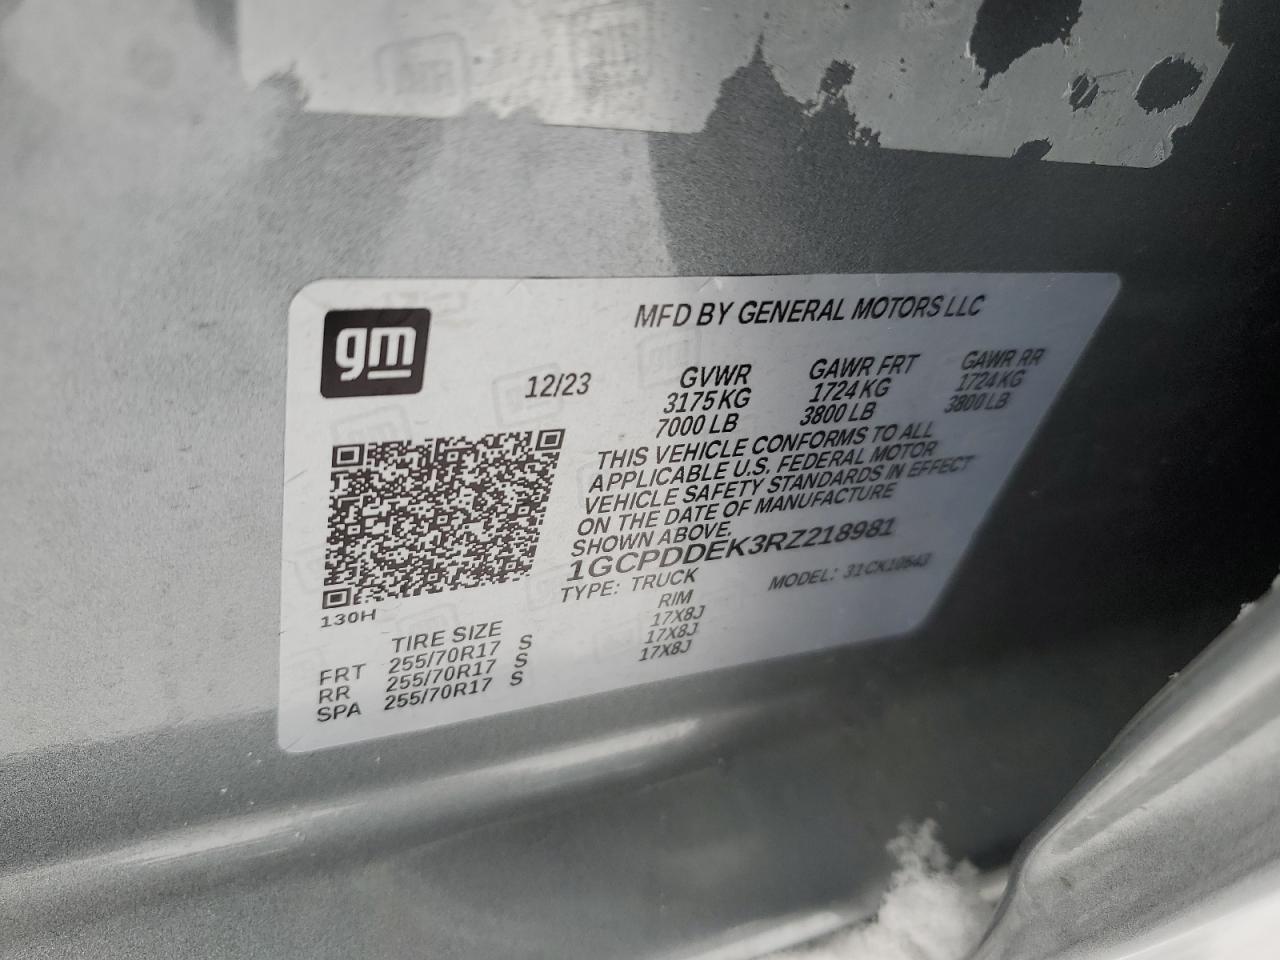 gm
MFD BY GENERAL MOTORS LLC
12/23
GVWR GAWR FRT GAWR RR
3175 KG 1724 KG 1724 KG
7000 LB 3800 LB 3800 LB
THIS VEHICLE CONFORMS TO ALL
APPLICABLE U.S. FEDERAL MOTOR
VEHICLE SAFETY STANDARDS IN EFFECT
ON THE DATE OF MANUFACTURE
SHOWN ABOVE.
1GCPDDEK3RZ218981
TYPE: TRUCK MODEL: 31CK10543
130H
TIRE SIZE RIM
FRT 255/70R17 S 17X8J
RR 255/70R17 S 17X8J
SPA 255/70R17 S 17X8J